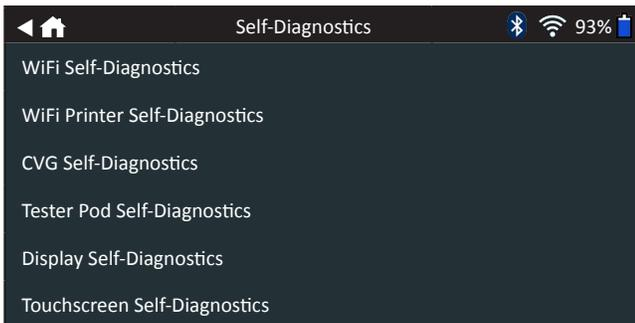 Self-Diagnostics 93%
WiFi Self-Diagnostics
WiFi Printer Self-Diagnostics
CVG Self-Diagnostics
Tester Pod Self-Diagnostics
Display Self-Diagnostics
Touchscreen Self-Diagnostics